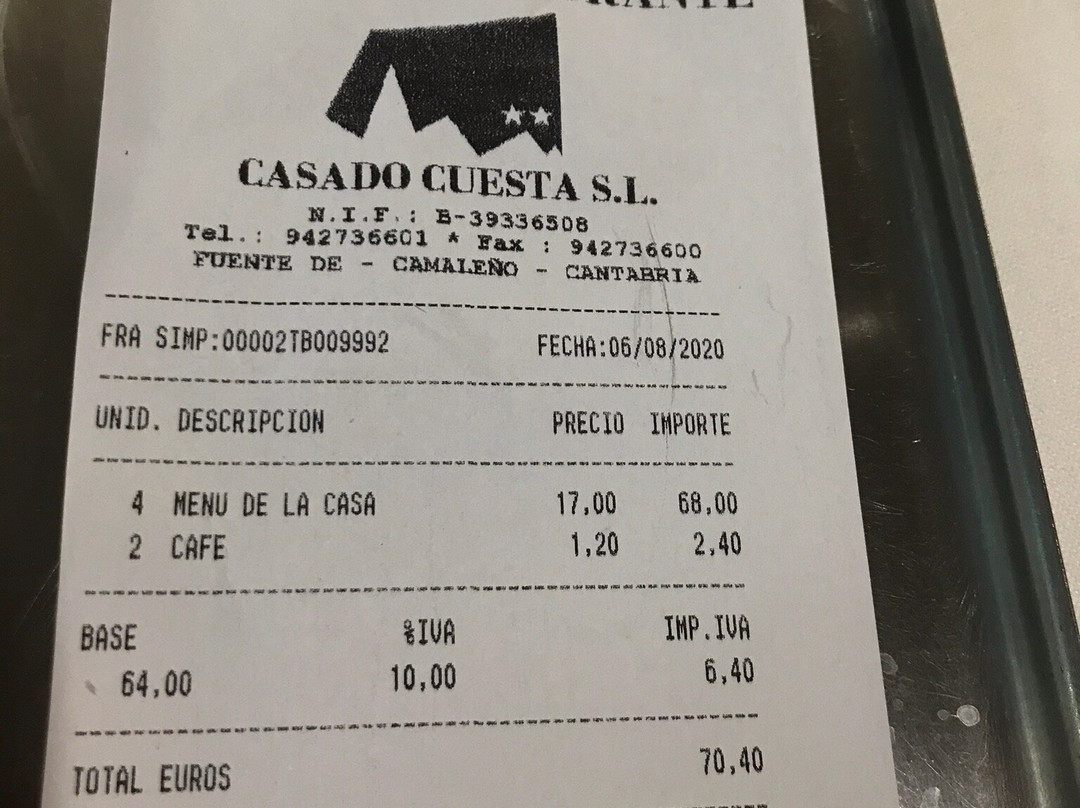 CASADO CUESTA S.L.
N.I.F.: B-39336508
Tel.: 942736601 * Fax : 942736600
FUENTE DE - CAMALEÑO - CANTABRIA
FRA SIMP:00002TB009992 FECHA:06/08/2020
UNID. DESCRIPCION PRECIO IMPORTE
4 MENU DE LA CASA 17,00 68,00
2 CAFE 1,20 2,40
BASE %IVA IMP.IVA
64,00 10,00 6,40
TOTAL EUROS 70,40